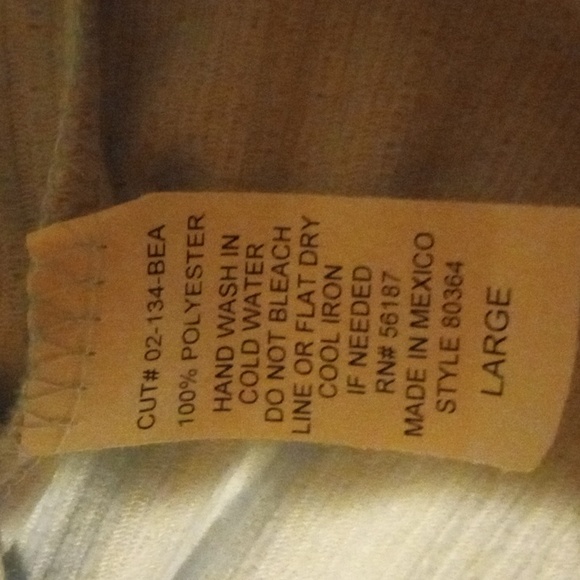 CUT# 02-134-BEA
100% POLYESTER
HAND WASH IN
COLD WATER
DO NOT BLEACH
LINE OR FLAT DRY
COOL IRON
IF NEEDED
RN# 56187
MADE IN MEXICO
STYLE 80364
LARGE